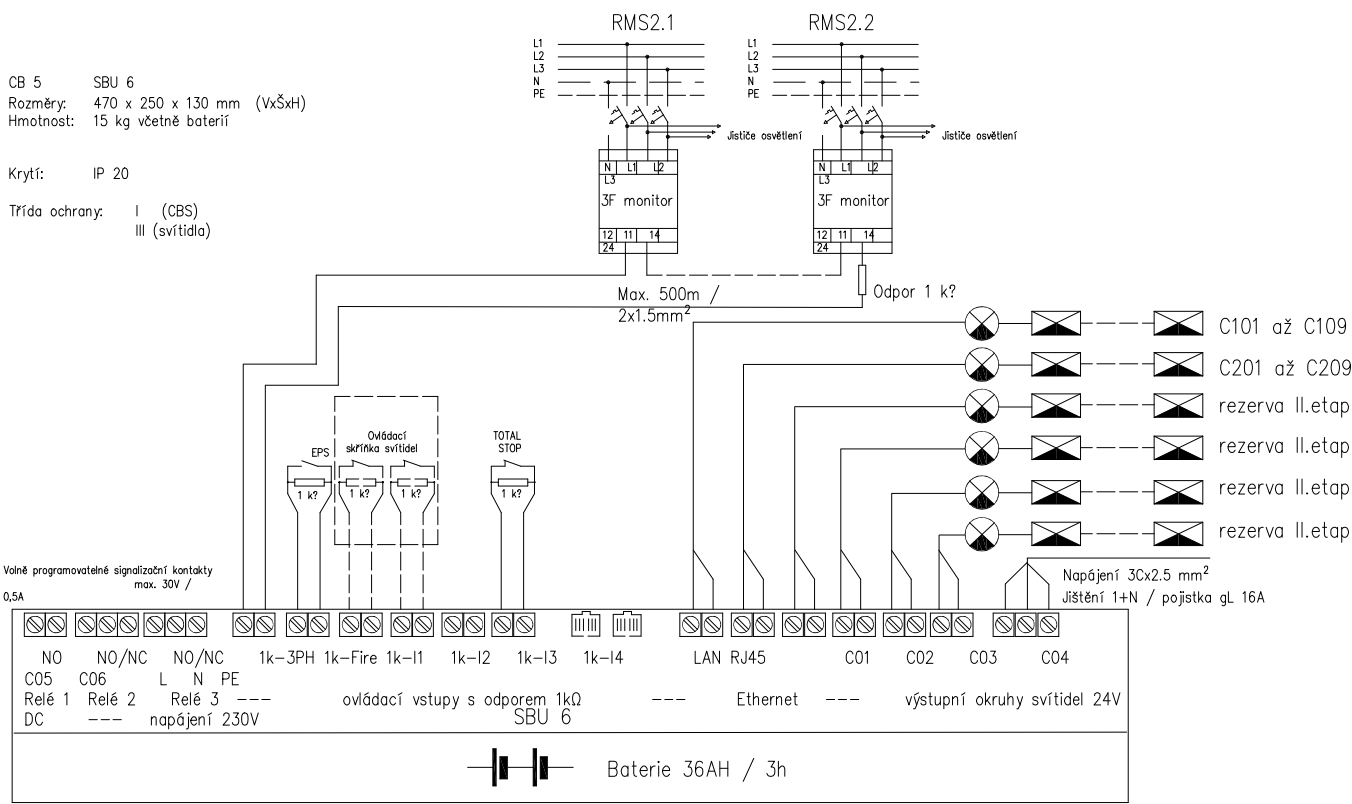 RMS2.1
RMS2.2
L1
L2
L3
N
PE
L1
L2
L3
N
PE
CB 5 SBU 6
Rozměry: 470 x 250 x 130 mm (VxŠxH)
Hmotnost: 15 kg včetně baterií
Jističe osvětlení
Jističe osvětlení
Krytí: IP 20
N L1 L2
L3
3F monitor
12 11 14
24
N L1 L2
L3
3F monitor
12 11 14
24
Třída ochrany: I (CBS)
III (svítidla)
Max. 500m /
2x1.5mm²
Odpor 1 k?
C101 až C109
C201 až C209
rezerva II.etap
rezerva II.etap
rezerva II.etap
rezerva II.etap
EPS
Ovládací
skříňka svítidel
TOTAL
STOP
1 k?
1 k?
1 k?
1 k?
Volně programovatelné signalizační kontakty
max. 30V /
0,5A
Napájení 3Cx2.5 mm²
Jištění 1+N / pojistka gL 16A
NO NO/NC NO/NC 1k-3PH 1k-Fire 1k-I1 1k-I2 1k-I3 1k-I4 LAN RJ45 C01 C02 C03 C04
C05 C06 L N PE
Relé 1 Relé 2 Relé 3 --- ovládací vstupy s odporem 1kΩ --- Ethernet --- výstupní okruhy svítidel 24V
DC --- napájení 230V SBU 6
Baterie 36AH / 3h